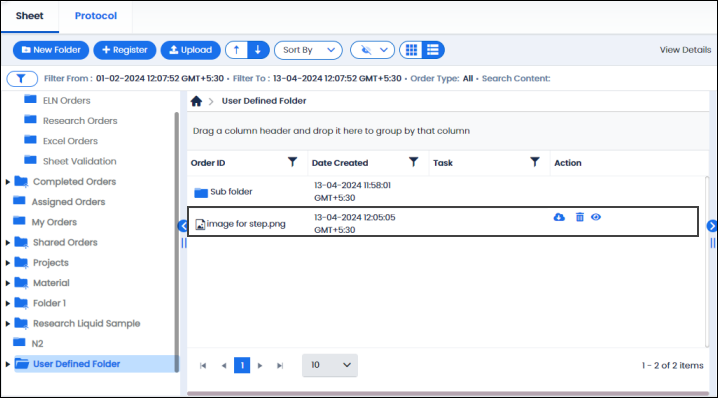 Sheet
Protocol
New Folder
Register
Upload
Sort By
View Details
Filter From : 01-02-2024 12:07:52 GMT+5:30 • Filter To : 13-04-2024 12:07:52 GMT+5:30 • Order Type: All • Search Content:
ELN Orders
Research Orders
Excel Orders
Sheet Validation
Completed Orders
Assigned Orders
My Orders
Shared Orders
Projects
Material
Folder 1
Research Liquid Sample
N2
User Defined Folder
User Defined Folder
Drag a column header and drop it here to group by that column
Order ID Date Created Task Action
Sub folder
13-04-2024 11:58:01
GMT+5:30
image for step.png
13-04-2024 12:05:05
GMT+5:30
1
10
1 - 2 of 2 items